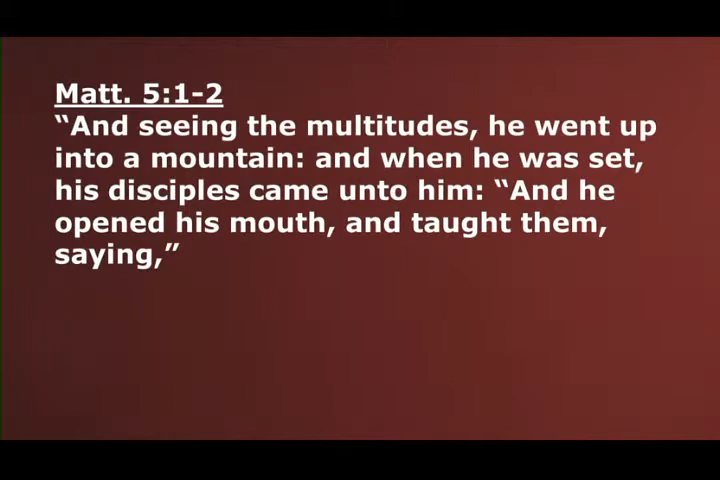 Matt. 5:1-2
“And seeing the multitudes, he went up
into a mountain: and when he was set,
his disciples came unto him: “And he
opened his mouth, and taught them,
saying,”